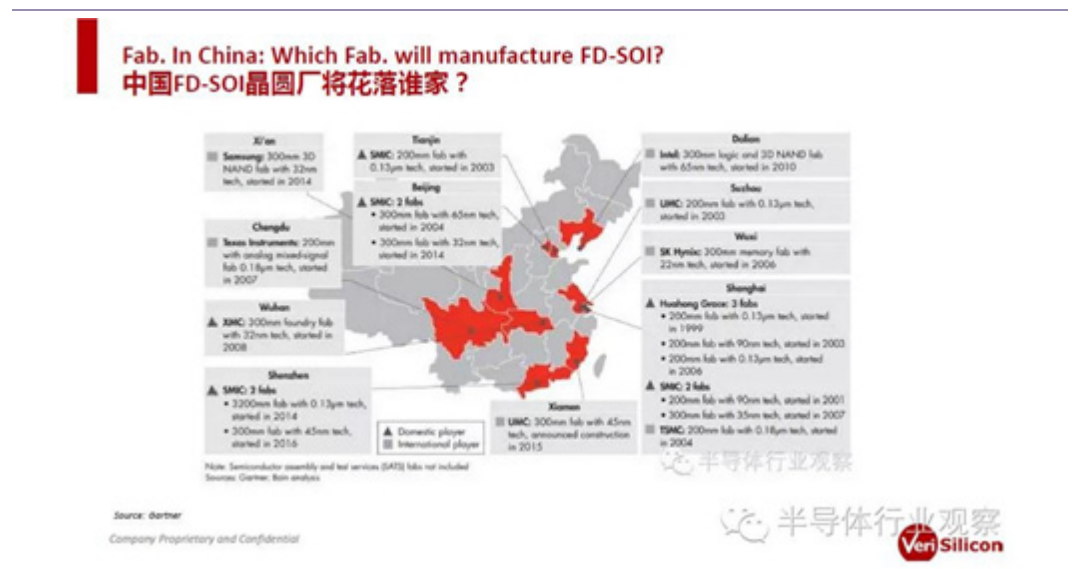 Fab. In China: Which Fab. will manufacture FD-SOI?
中国FD-SOI晶圆厂将花落谁家？
Xi'an
Samsung: 300mm 3D
NAND fab with 32nm
tech, started in 2014
Tianjin
SMIC: 200mm fab with
0.13μm tech, started in 2003
Beijing
SMIC: 2 fabs
• 300mm fab with 65nm tech,
started in 2004
• 300mm fab with 32nm tech,
started in 2014
Chengdu
Texas Instruments: 200mm
with analog mixed-signal
fab 0.18μm tech, started
in 2007
Wuhan
XMC: 300mm foundry fab
with 32nm tech, started in
2008
Shenzhen
SMIC: 2 fabs
• 3200mm fab with 0.13μm tech,
started in 2014
• 300mm fab with 45nm tech,
started in 2016
Domestic player
International player
Xiamen
UMC: 300mm fab with 45nm
tech, announced construction
in 2015
Dalian
Intel: 300mm logic and 3D NAND fab
with 65nm tech, started in 2010
Suzhou
UMC: 200mm fab with 0.13μm tech,
started in 2003
Wuxi
SK Hynix: 300mm memory fab with
22nm tech, started in 2006
Shanghai
Huahong Grace: 3 fabs
• 200mm fab with 0.13μm tech, started
in 1999
• 200mm fab with 90nm tech, started in 2003
• 200mm fab with 0.13μm tech, started
in 2006
SMIC: 2 fabs
• 200mm fab with 90nm tech, started in 2001
• 300mm fab with 35nm tech, started in 2007
TSMC: 200mm fab with 0.18μm tech, started
in 2004
半导体行业观察
Note: Semiconductor assembly and test services (SATS) fabs not included
Sources: Gartner; Bain analysis
Source: Gartner
Company Proprietary and Confidential
半导体行业观察
VeriSilicon